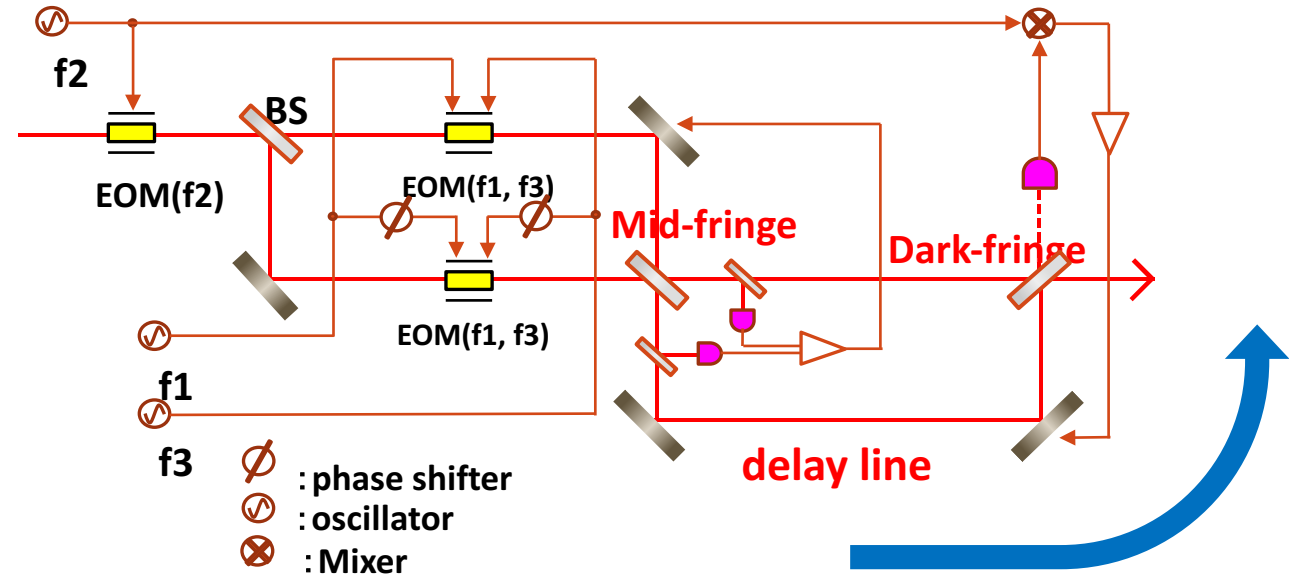 f2
BS
EOM(f2)
EOM(f1, f3)
Mid-fringe
Dark-fringe
EOM(f1, f3)
f1
f3
delay line
: phase shifter
: oscillator
: Mixer